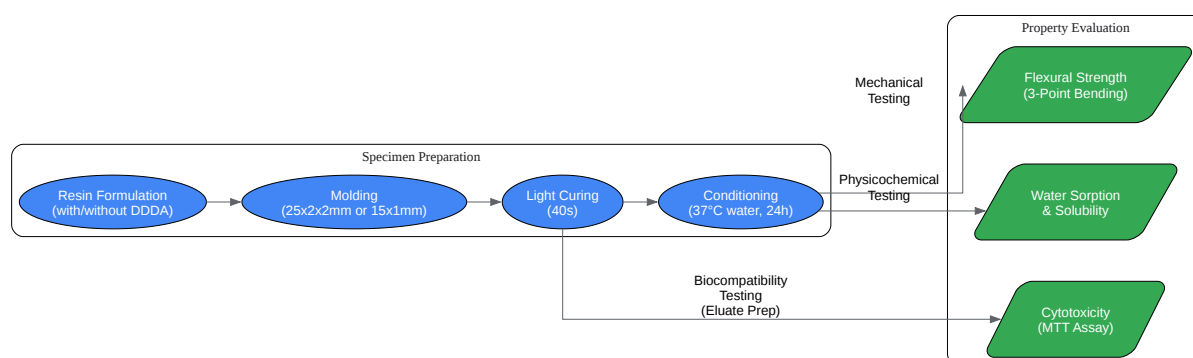 Property Evaluation
Flexural Strength
(3-Point Bending)
Mechanical
Testing
Specimen Preparation
Resin Formulation
(with/without DDDA)
Molding
(25x2x2mm or 15x1mm)
Light Curing
(40s)
Conditioning
(37°C water, 24h)
Physicochemical
Testing
Water Sorption
& Solubility
Biocompatibility
Testing
(Eluate Prep)
Cytotoxicity
(MTT Assay)